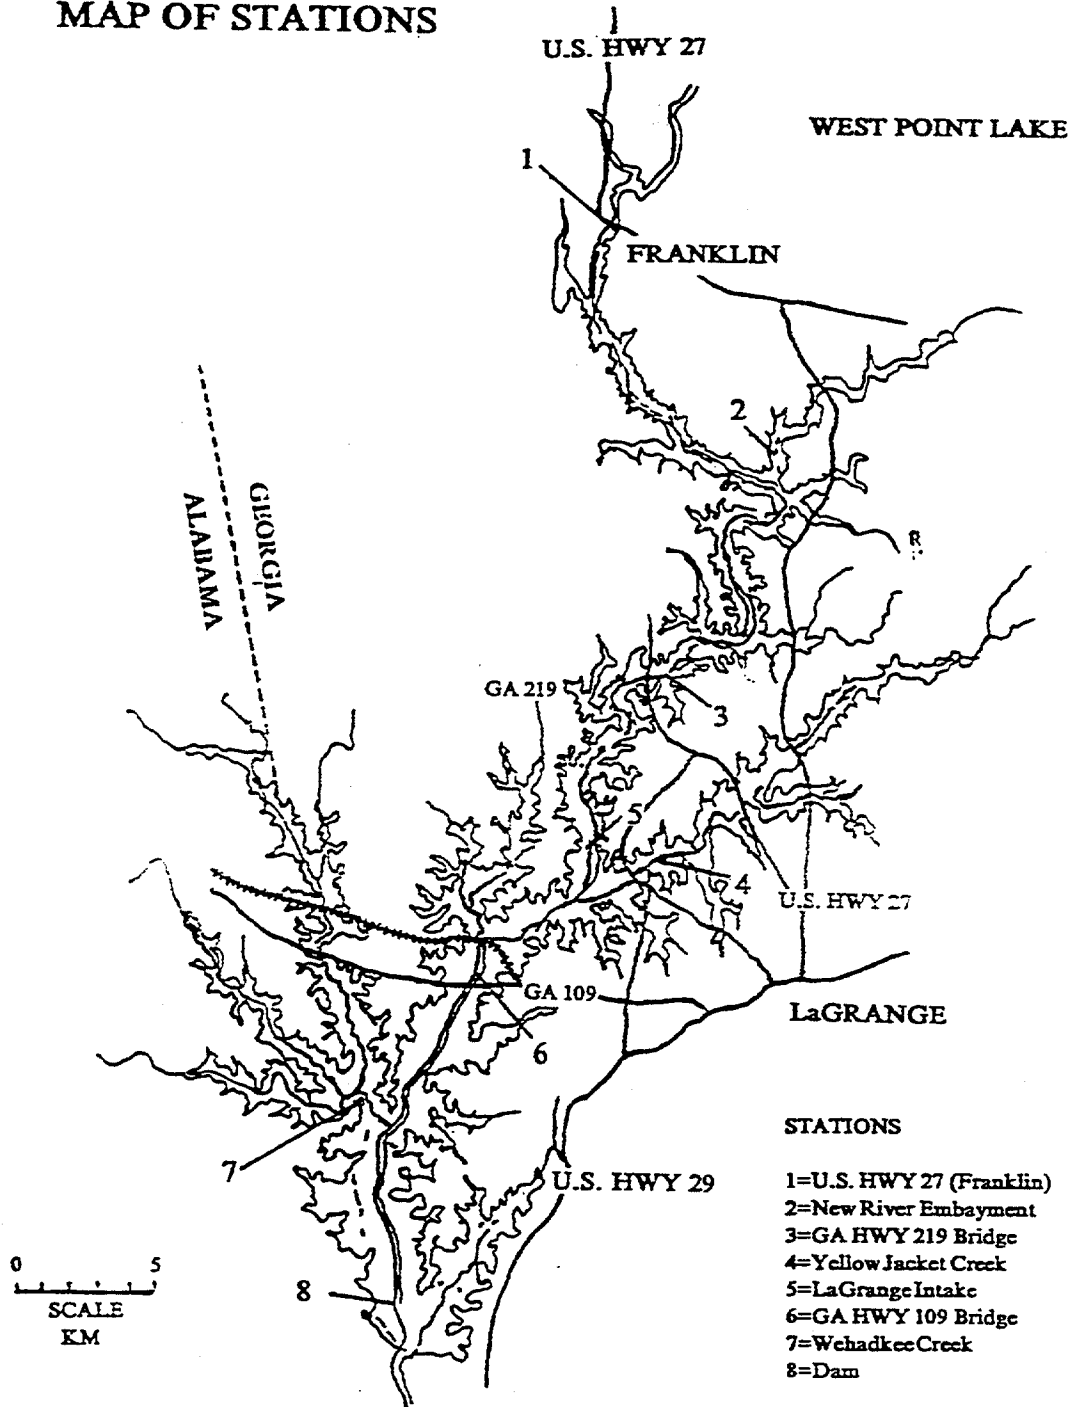 MAP OF STATIONS
U.S. HWY 27
WEST POINT LAKE
1
FRANKLIN
2
GEORGIA
ALABAMA
R
GA 219
3
5
4
U.S. HWY 27
GA 109
LaGRANGE
6
7
U.S. HWY 29
8
0 5
SCALE
KM
STATIONS
1=U.S. HWY 27 (Franklin)
2=New River Embayment
3=GA HWY 219 Bridge
4=Yellow Jacket Creek
5=LaGrange Intake
6=GA HWY 109 Bridge
7=Wehadkee Creek
8=Dam